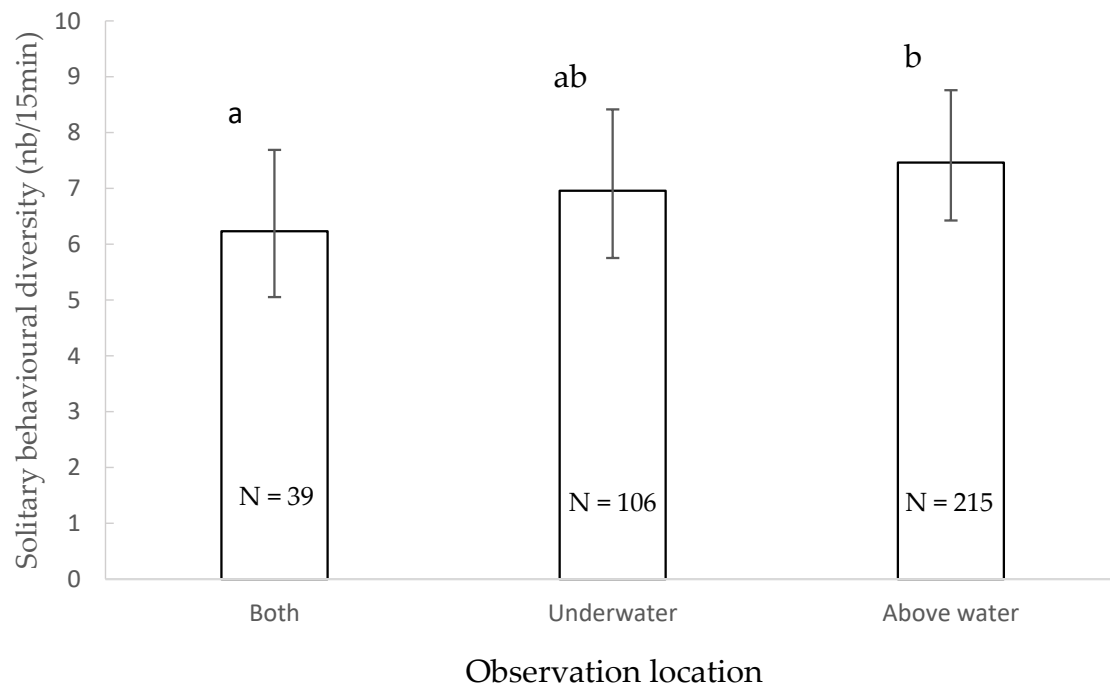 Solitary behavioural diversity (nb/15min)
10
9
8
7
6
5
4
3
2
1
0
a
ab
b
N = 39
N = 106
N = 215
Both
Underwater
Above water
Observation location